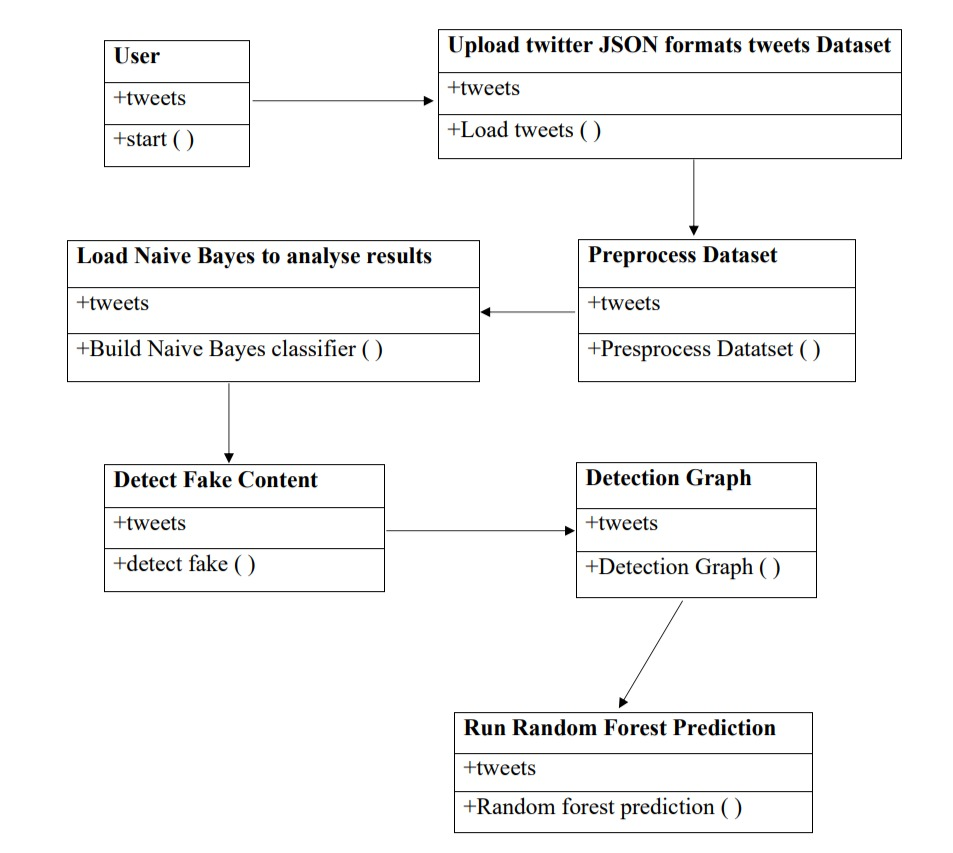 User
+tweets
+start ( )
Upload twitter JSON formats tweets Dataset
+tweets
+Load tweets ( )
Load Naive Bayes to analyse results
+tweets
+Build Naive Bayes classifier ( )
Preprocess Dataset
+tweets
+Presprocess Datatset ( )
Detect Fake Content
+tweets
+detect fake ( )
Detection Graph
+tweets
+Detection Graph ( )
Run Random Forest Prediction
+tweets
+Random forest prediction ( )